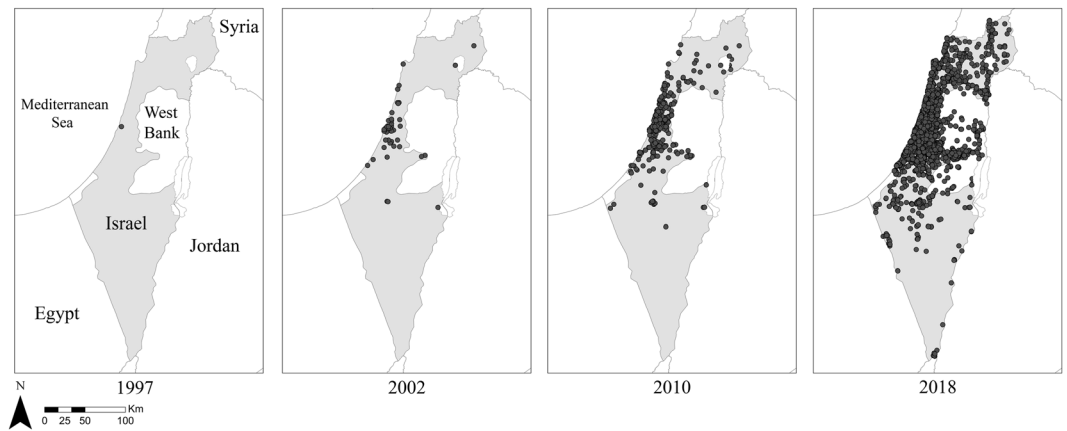 Syria
Mediterranean
Sea
West
Bank
Israel
Jordan
Egypt
1997
2002
2010
2018
N
Km
0 25 50 100